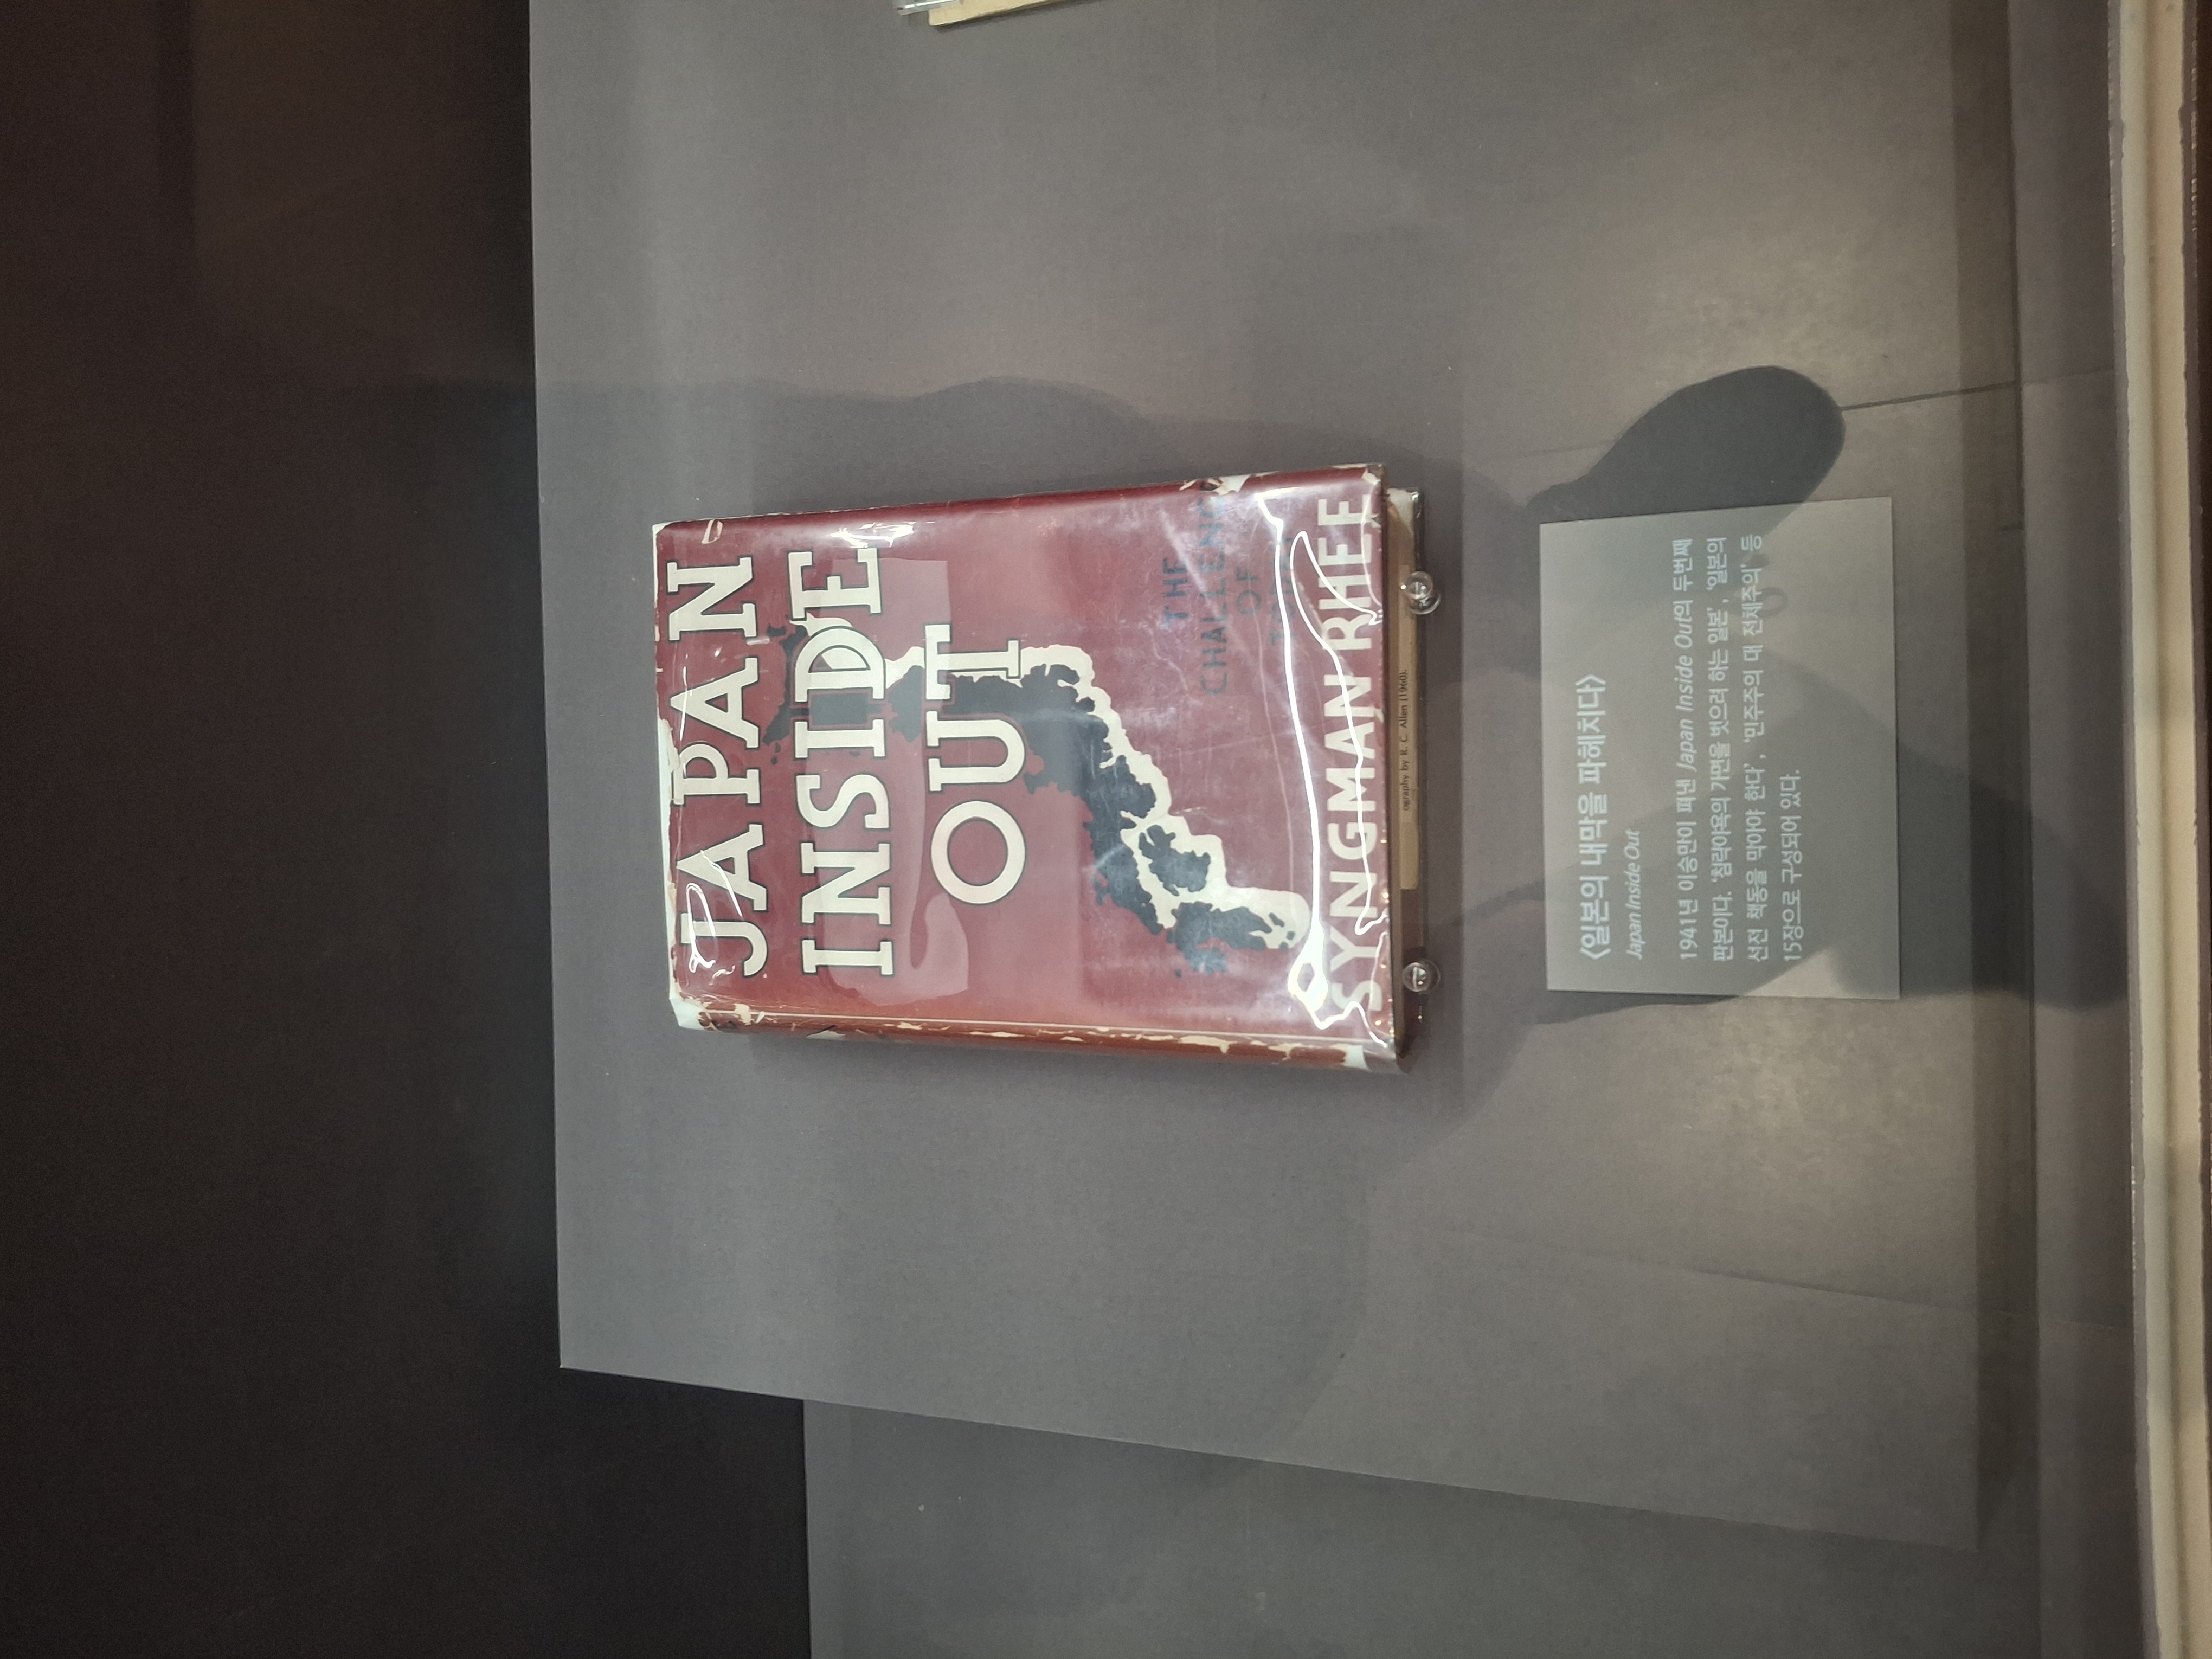 JAPAN
INSIDE
OUT
THE
CHALLENGE
OF
SYNGMAN RHEE
ography by R. C. Allen (1960).
〈일본의 내막을 파헤치다〉
Japan Inside Out
1941년 이승만이 펴낸 Japan Inside Out의 두번째
판본이다. ‘침략야욕의 가면을 벗으려 하는 일본’, ‘일본의
선전 책동을 막아야 한다’, ‘민주주의 대 전체주의’ 등
15장으로 구성되어 있다.